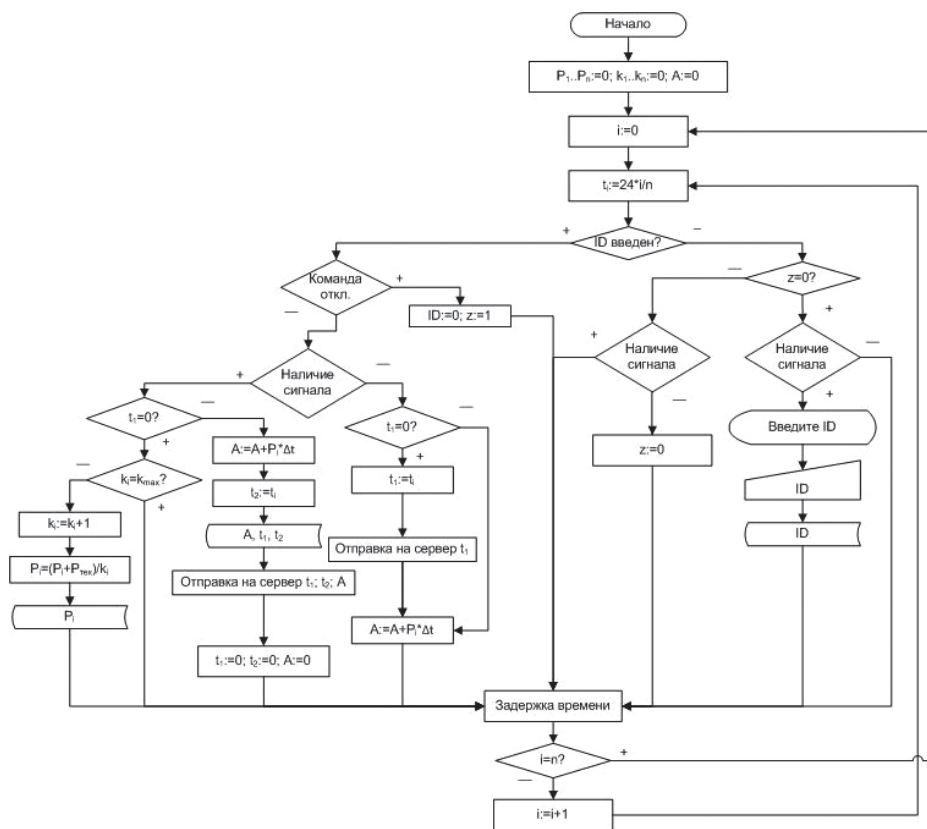 Начало
P₁..Pₙ:=0; k₁..kₙ:=0; A:=0
i:=0
tᵢ:=24*i/n
+
ID введен?
–
Команда
откл.
+
—
ID:=0; z:=1
—
z=0?
+
+
Наличие
сигнала
—
Наличие
сигнала
—
+
+
Наличие
сигнала
—
t₁=0?
—
+
A:=A+Pᵢ*Δt
t₁=0?
—
+
z:=0
Введите ID
—
kᵢ=kmax?
+
t₂:=tᵢ
t₁:=tᵢ
ID
kᵢ:=kᵢ+1
A, t₁, t₂
ID
Pᵢ=(Pᵢ+Pтек)/kᵢ
Отправка на сервер t₁; t₂; A
Отправка на сервер t₁
Pᵢ
A:=A+Pᵢ*Δt
t₁:=0; t₂:=0; A:=0
Задержка времени
i=n?
+
—
i:=i+1